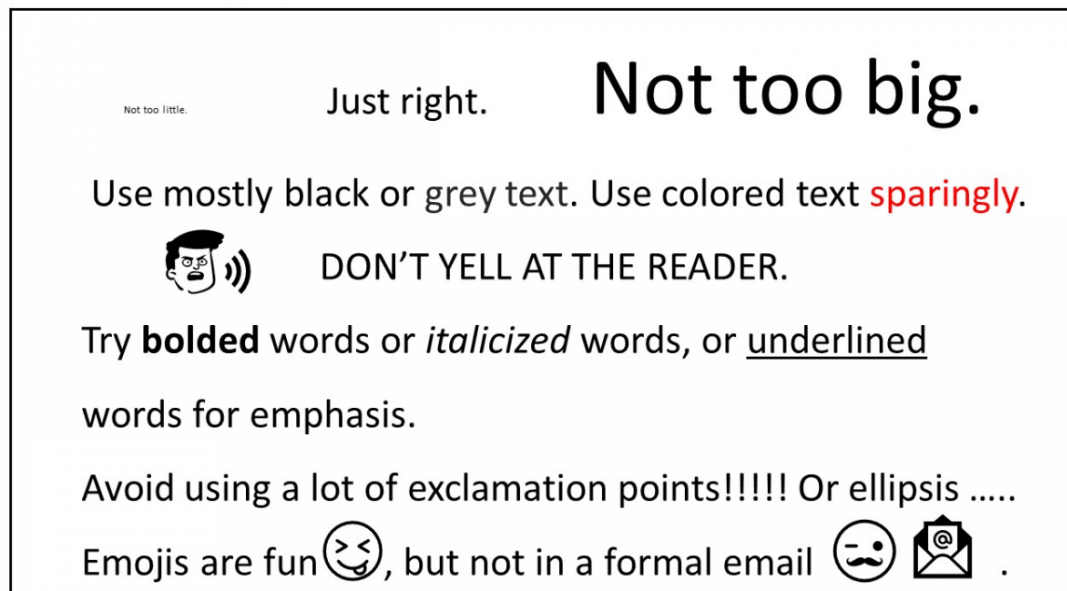 Not too little. Just right. Not too big.
Use mostly black or grey text. Use colored text sparingly.
DON’T YELL AT THE READER.
Try bolded words or italicized words, or underlined
words for emphasis.
Avoid using a lot of exclamation points!!!!! Or ellipsis .....
Emojis are fun, but not in a formal email @ .